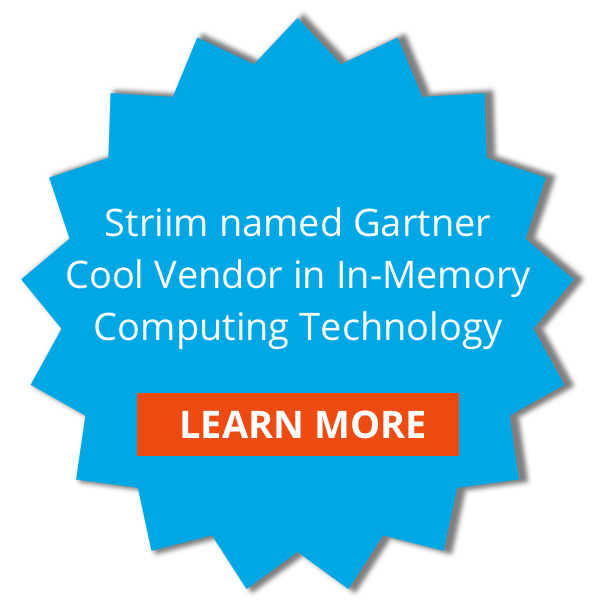 Striim named Gartner
Cool Vendor in In-Memory
Computing Technology
LEARN MORE